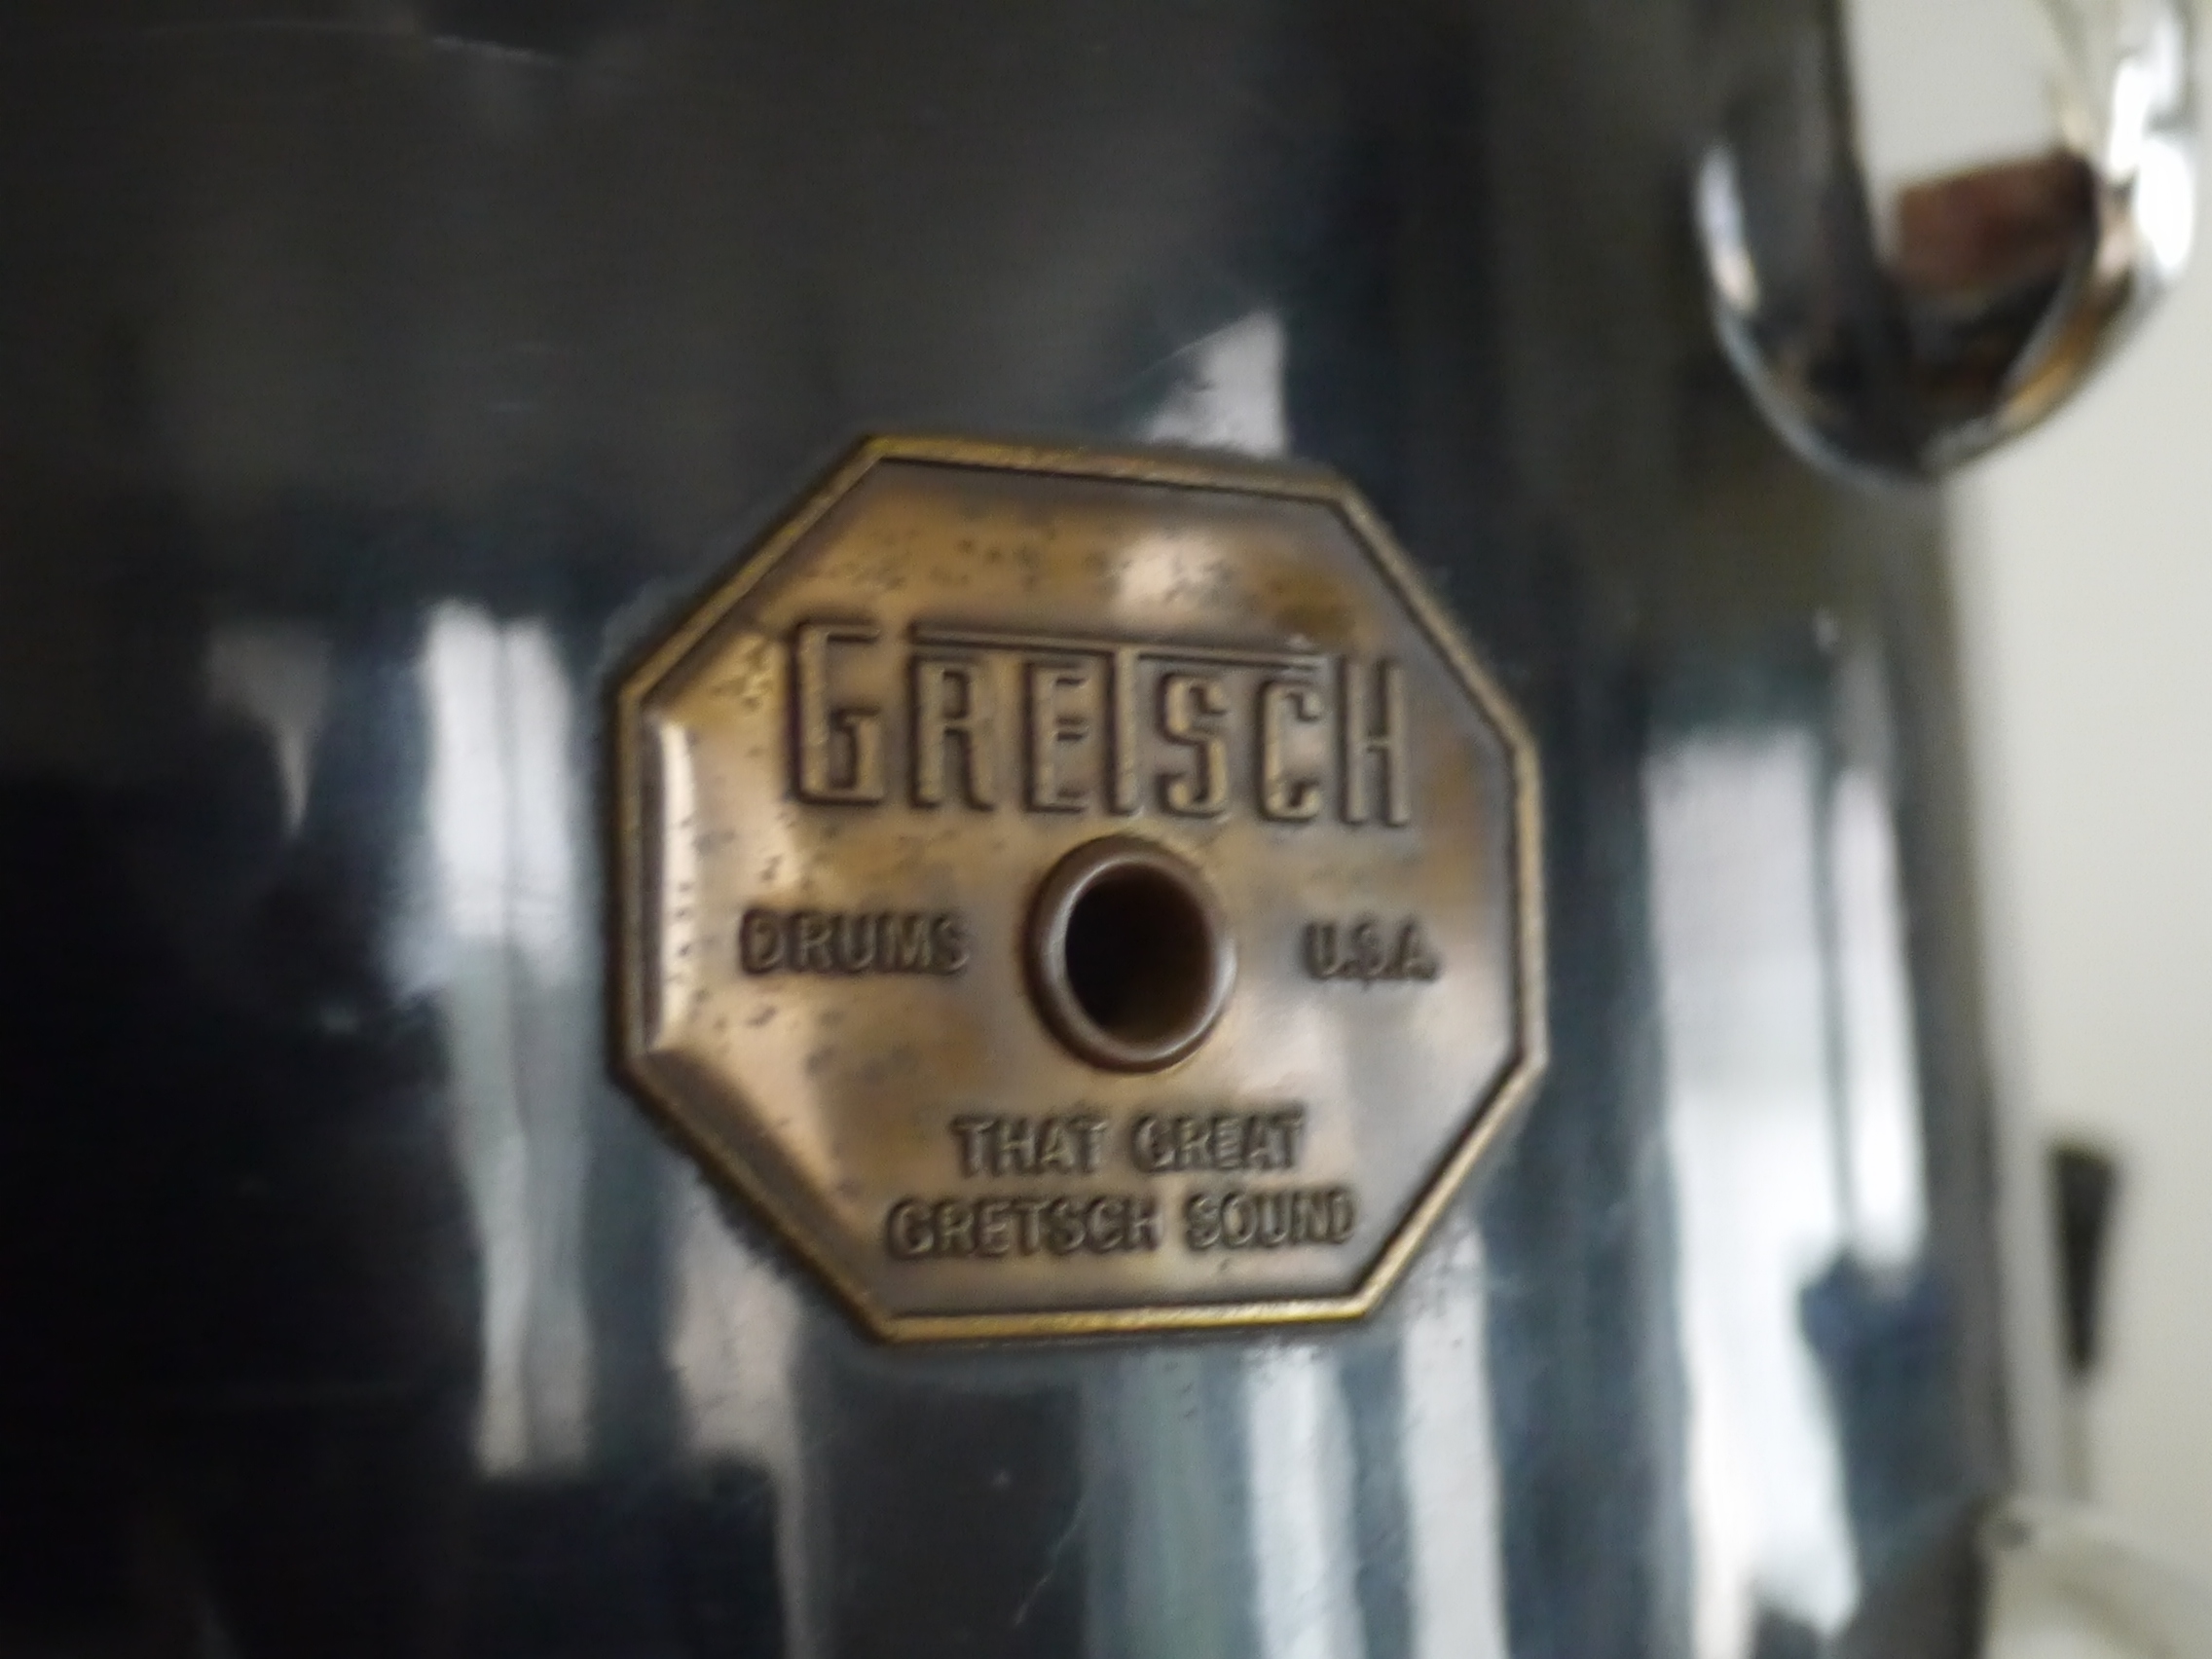 GRETSCH
DRUMS U.S.A.
THAT GREAT
GRETSCH SOUND